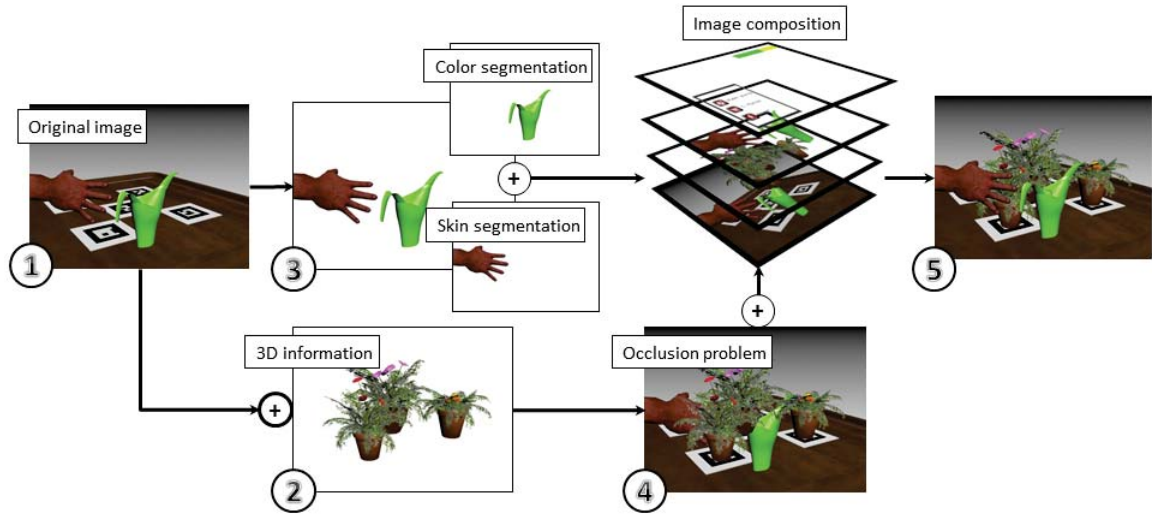 Image composition
Color segmentation
Original image
+
Skin segmentation
1
3
5
+
3D information
Occlusion problem
+
2
4